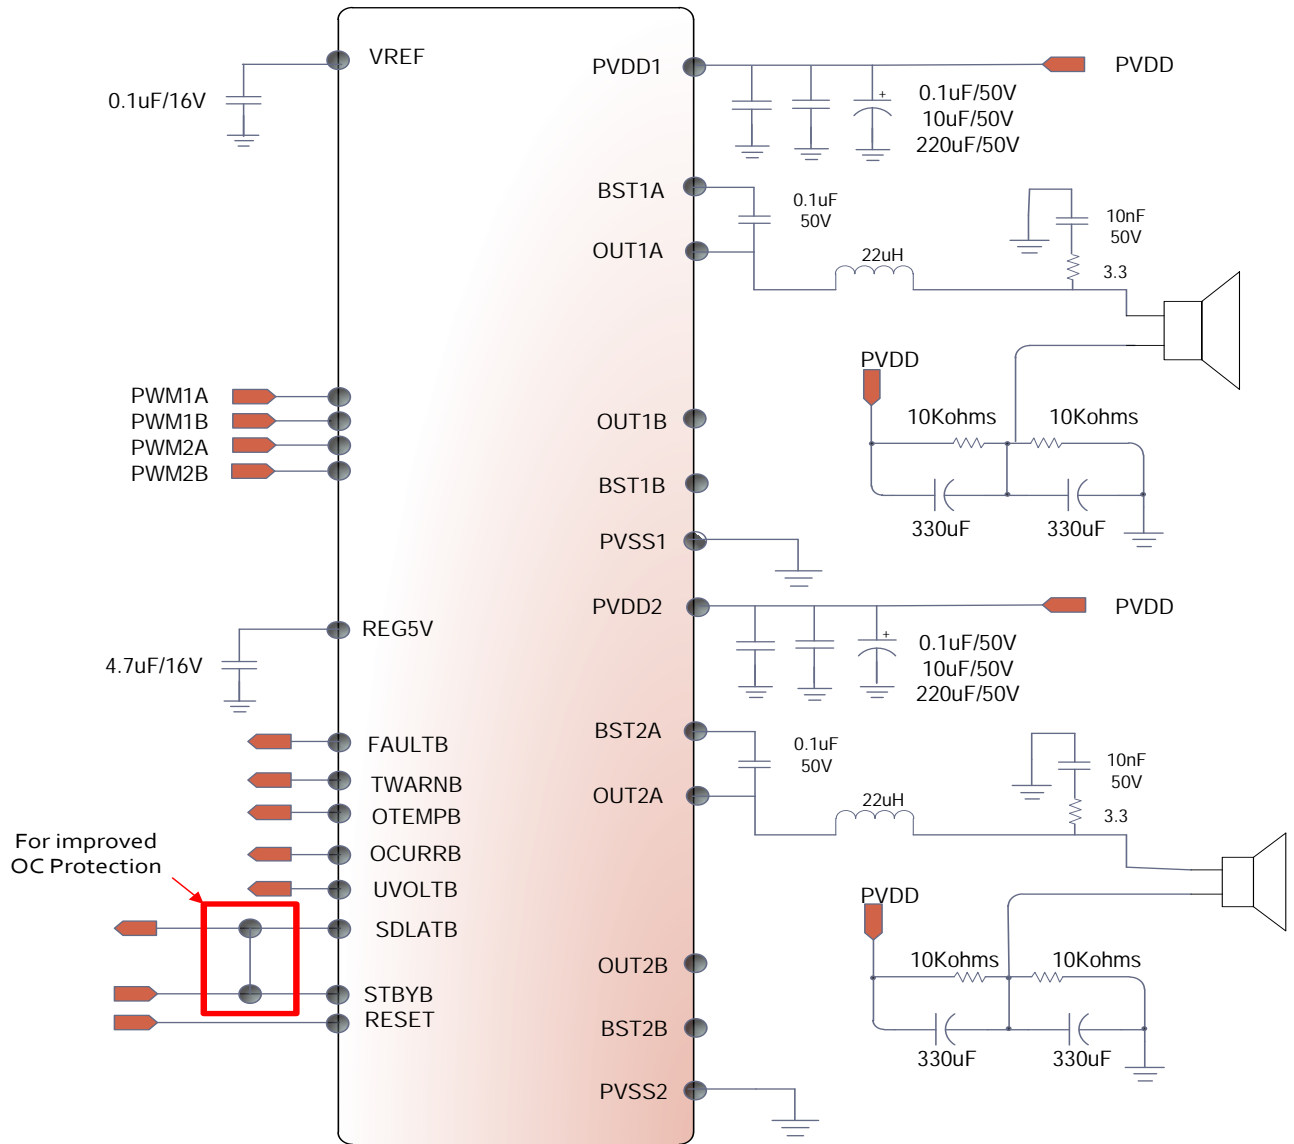 VREF
0.1uF/16V
PWM1A
PWM1B
PWM2A
PWM2B
REG5V
4.7uF/16V
FAULTB
TWARNB
OTEMPB
OCURRB
UVOLTB
SDLATB
STBYB
RESET
For improved
OC Protection
PVDD1
PVDD
0.1uF/50V
10uF/50V
220uF/50V
BST1A
0.1uF
50V
OUT1A
22uH
10nF
50V
3.3
PVDD
10Kohms
10Kohms
330uF
330uF
OUT1B
BST1B
PVSS1
PVDD2
PVDD
0.1uF/50V
10uF/50V
220uF/50V
BST2A
0.1uF
50V
OUT2A
22uH
10nF
50V
3.3
PVDD
10Kohms
10Kohms
330uF
330uF
OUT2B
BST2B
PVSS2
+
+